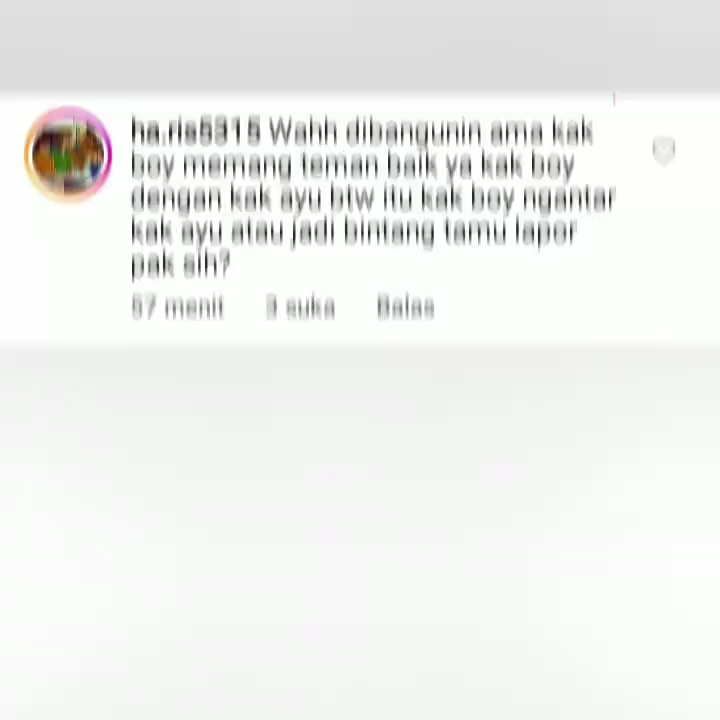 ha.ris5315 Wahh dibangunin ama kak
boy memang teman baik ya kak boy
dengan kak ayu btw itu kak boy ngantar
kak ayu atau jadi bintang tamu lapor
pak sih?
57 menit 3 suka Balas